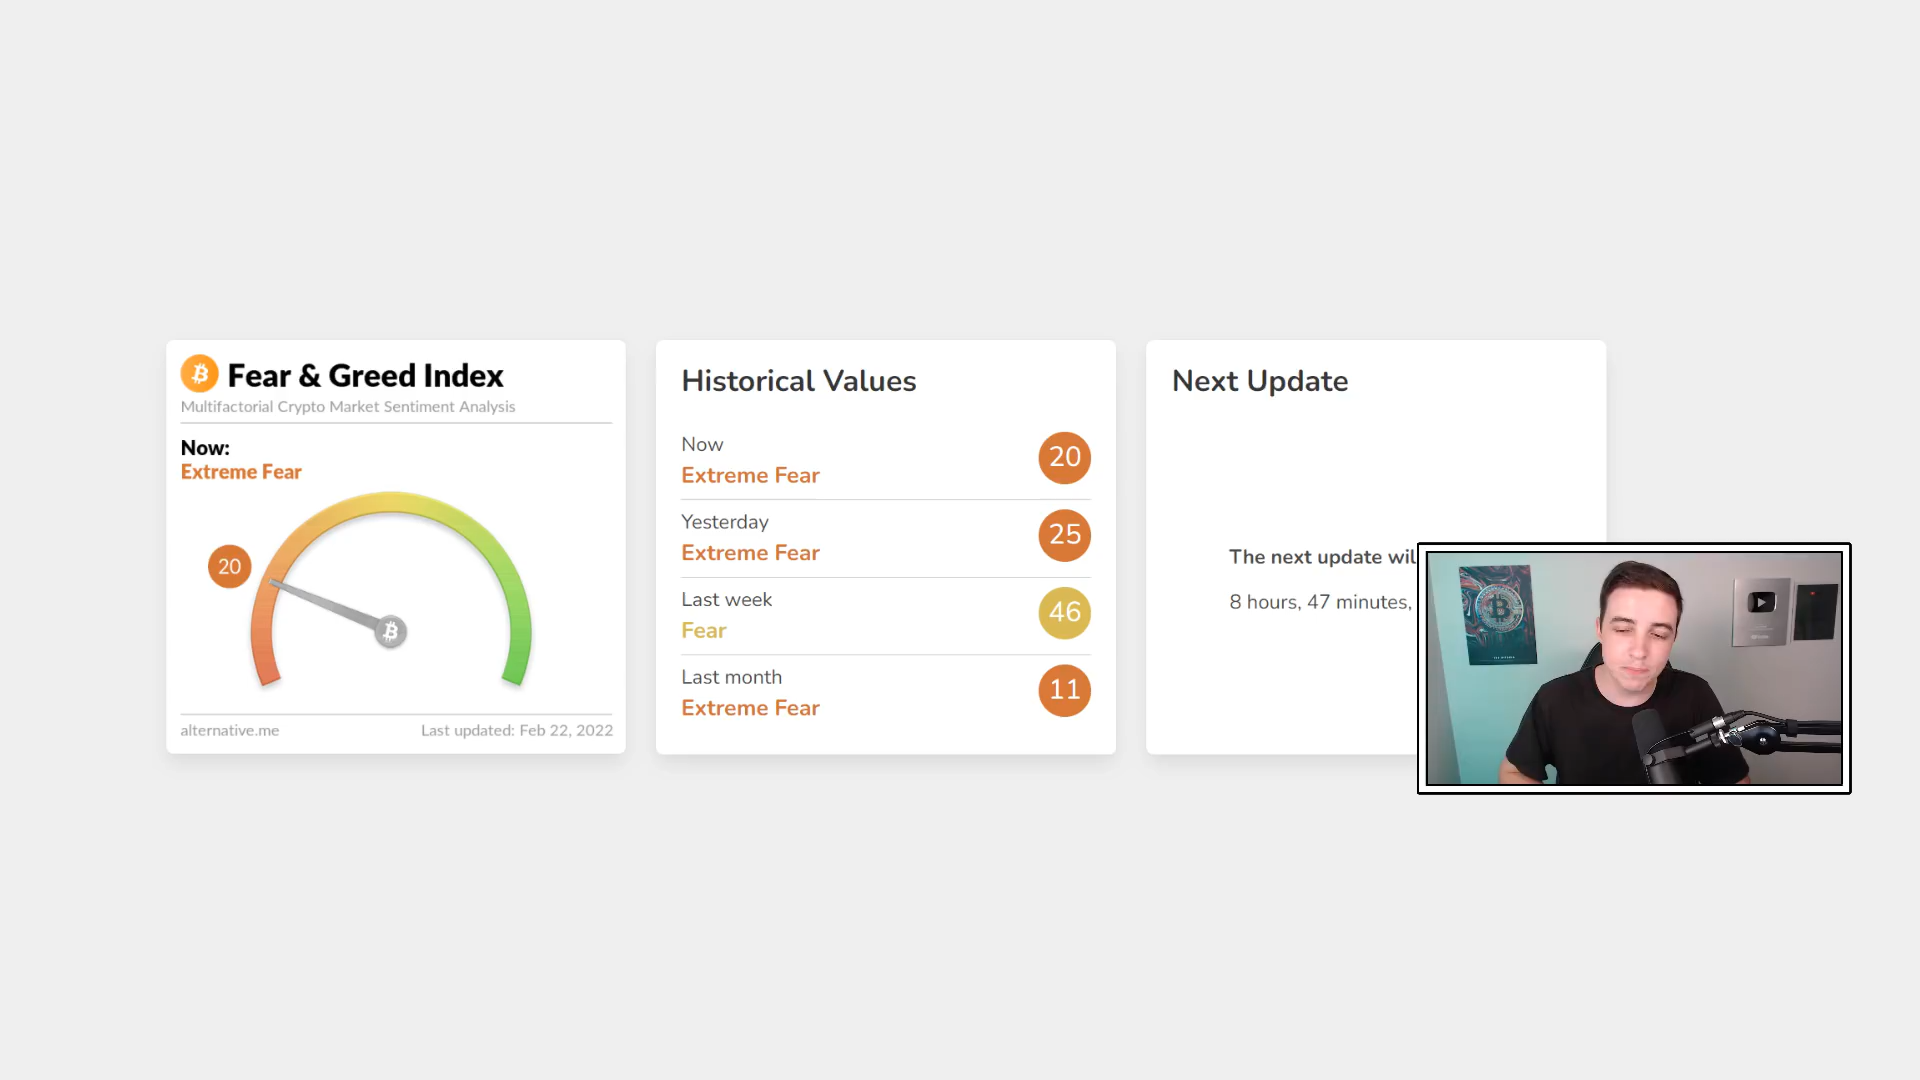 Fear & Greed Index
Multifactorial Crypto Market Sentiment Analysis
Now:
Extreme Fear
20
alternative.me
Last updated: Feb 22, 2022
Historical Values
Now
Extreme Fear
20
Yesterday
Extreme Fear
25
Last week
Fear
46
Last month
Extreme Fear
11
Next Update
The next update wil
8 hours, 47 minutes,